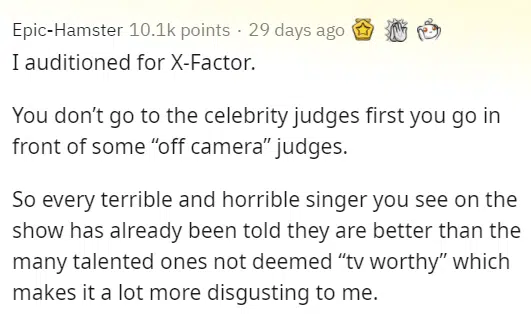 Epic-Hamster 10.1k points · 29 days ago
I auditioned for X-Factor.
You don’t go to the celebrity judges first you go in
front of some “off camera” judges.
So every terrible and horrible singer you see on the
show has already been told they are better than the
many talented ones not deemed “tv worthy” which
makes it a lot more disgusting to me.